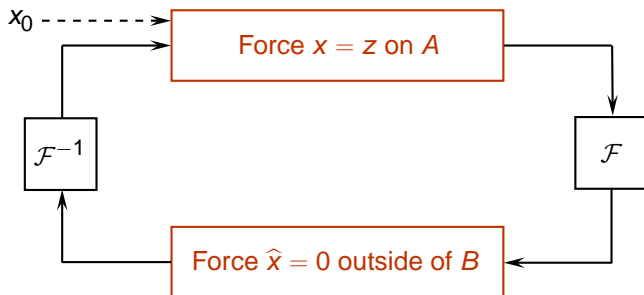 x₀
Force x = z on A
ℱ⁻¹
ℱ
Force x̂ = 0 outside of B